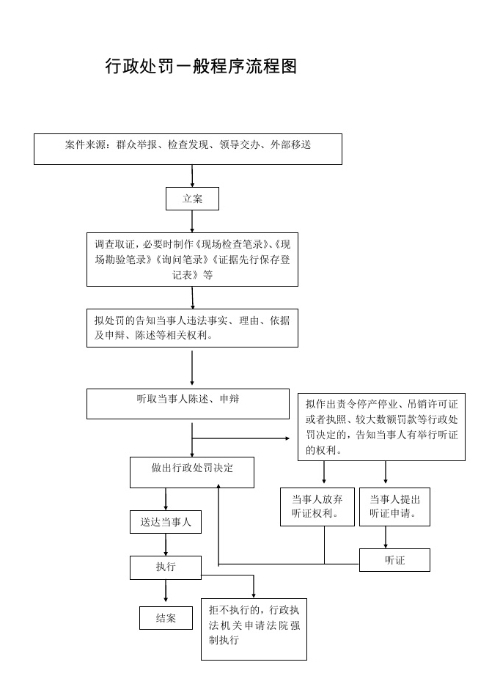 行政处罚一般程序流程图
案件来源：群众举报、检查发现、领导交办、外部移送
立案
调查取证，必要时制作《现场检查笔录》、《现
场勘验笔录》《询问笔录》《证据先行保存登
记表》等
拟处罚的告知当事人违法事实、理由、依据
及申辩、陈述等相关权利。
听取当事人陈述、申辩
拟作出责令停产停业、吊销许可证
或者执照、较大数额罚款等行政处
罚决定的，告知当事人有举行听证
的权利。
做出行政处罚决定
当事人放弃
听证权利。
当事人提出
听证申请。
送达当事人
听证
执行
结案
拒不执行的，行政执
法机关申请法院强
制执行